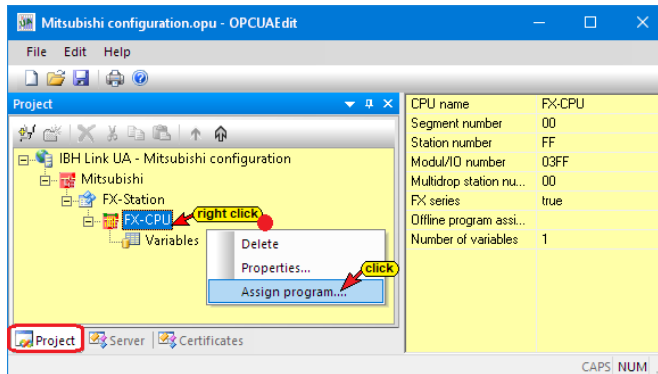 Mitsubishi configuration.opu - OPCUAEdit
File Edit Help
Project
IBH Link UA - Mitsubishi configuration
Mitsubishi
FX-Station
FX-CPU
right click
Variables
Delete
Properties...
click
Assign program....
Project Server Certificates
CPU name FX-CPU
Segment number 00
Station number FF
Modul/IO number 03FF
Multidrop station nu... 00
FX series true
Offline program assi...
Number of variables 1
CAPS NUM